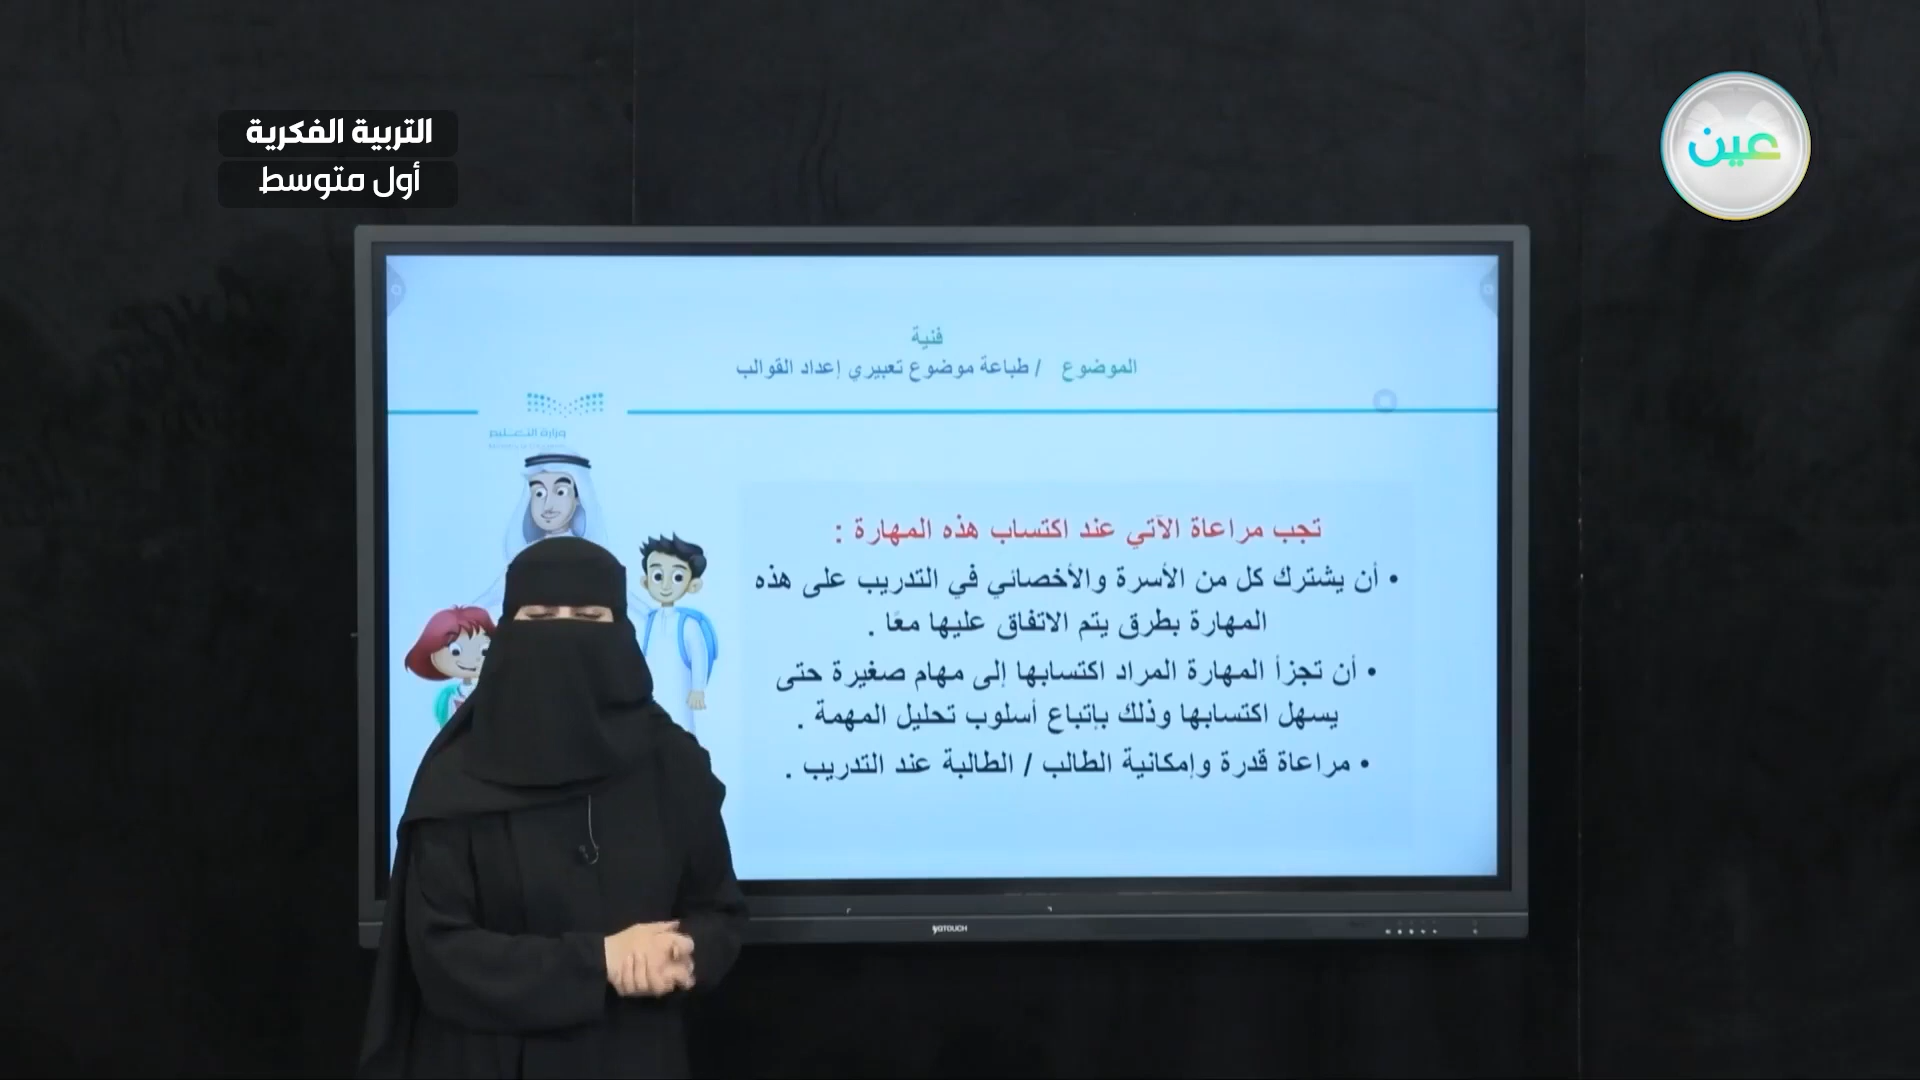 التربية الفكرية
أول متوسط
عين
فنية
الموضوع / طباعة موضوع تعبيري إعداد القوالب
وزارة التعليم
تجب مراعاة الآتي عند اكتساب هذه المهارة :
• أن يشترك كل من الأسرة والأخصائي في التدريب على هذه
المهارة بطرق يتم الاتفاق عليها معًا .
• أن تجزأ المهارة المراد اكتسابها إلى مهام صغيرة حتى
يسهل اكتسابها وذلك بإتباع أسلوب تحليل المهمة .
• مراعاة قدرة وإمكانية الطالب / الطالبة عند التدريب .